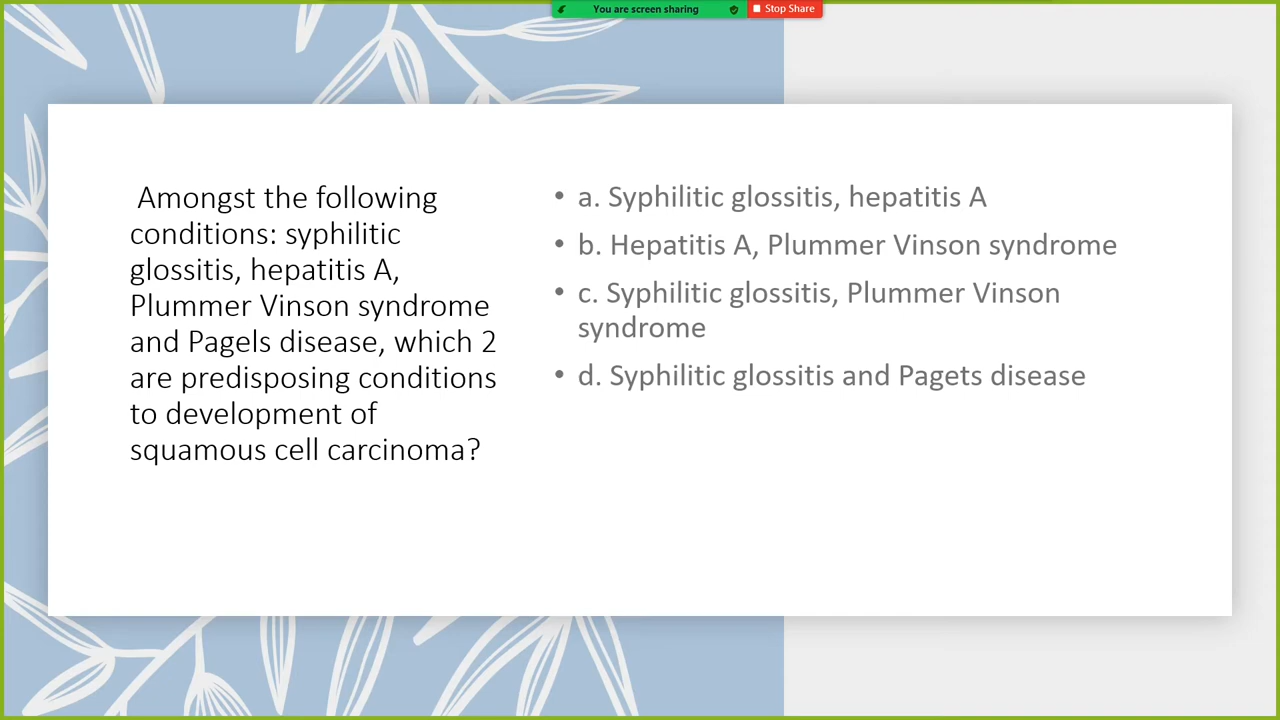 You are screen sharing
Stop Share
Amongst the following
conditions: syphilitic
glossitis, hepatitis A,
Plummer Vinson syndrome
and Pagels disease, which 2
are predisposing conditions
to development of
squamous cell carcinoma?
• a. Syphilitic glossitis, hepatitis A
• b. Hepatitis A, Plummer Vinson syndrome
• c. Syphilitic glossitis, Plummer Vinson
syndrome
• d. Syphilitic glossitis and Pagets disease